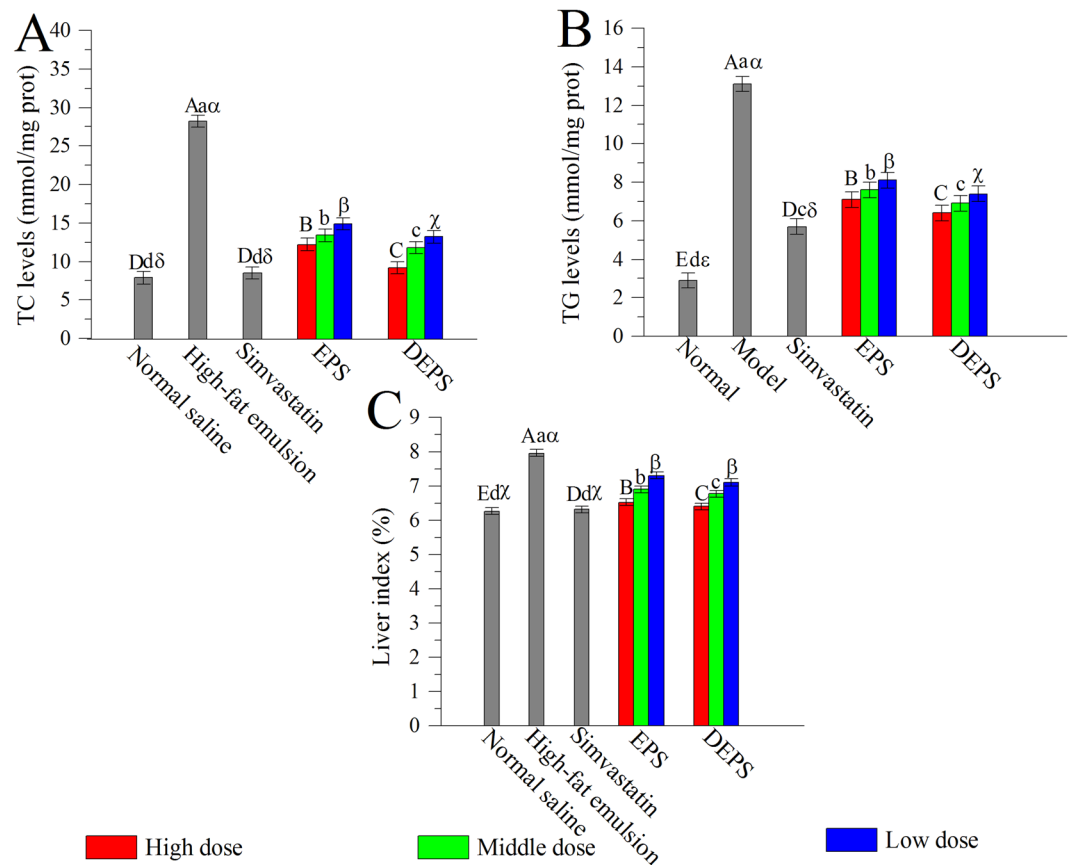 A
TC levels (mmol/mg prot)
40
35
30
25
20
15
10
5
0
Ddδ
Aaα
Ddδ
B
b
β
C
c
χ
Normal saline
High-fat emulsion
Simvastatin
EPS
DEPS
B
TG levels (mmol/mg prot)
16
14
12
10
8
6
4
2
0
Edε
Aaα
Dcδ
B
b
β
C
c
χ
Normal
Model
Simvastatin
EPS
DEPS
C
Liver index (%)
9
8
7
6
5
4
3
2
1
0
Edχ
Aaα
Ddχ
B
b
β
C
c
β
Normal saline
High-fat emulsion
Simvastatin
EPS
DEPS
High dose
Middle dose
Low dose